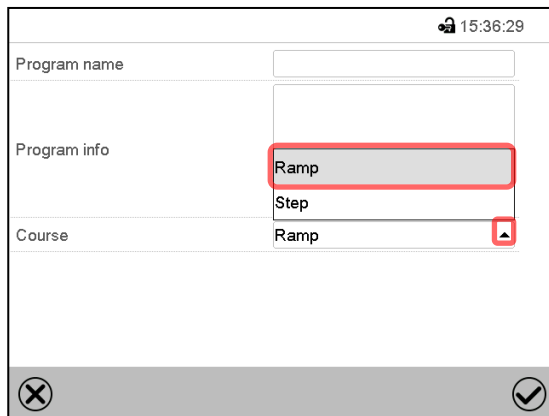 15:36:29
Program name
Program info
Ramp
Step
Course
Ramp